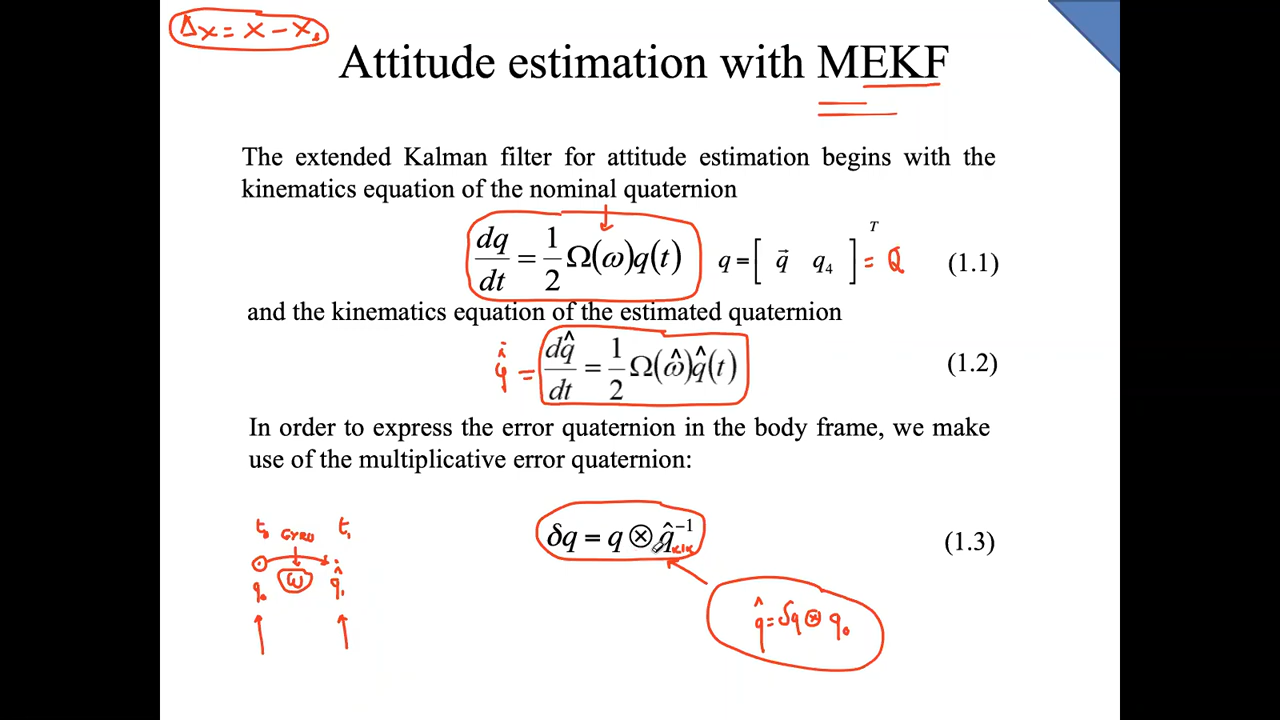 Δx = x - x₀
Attitude estimation with MEKF
The extended Kalman filter for attitude estimation begins with the
kinematics equation of the nominal quaternion
dq/dt = 1/2 Ω(ω)q(t) q = [ q⃗ q₄ ]ᵀ = Q (1.1)
and the kinematics equation of the estimated quaternion
dq̂/dt = 1/2 Ω(ω̂)q̂(t) (1.2)
In order to express the error quaternion in the body frame, we make
use of the multiplicative error quaternion:
t₀ GYRO t₁
δq = q ⊗ q̂⁻¹ K|K (1.3)
q₀ ω q̂₁
q̂ = δq ⊗ q₀